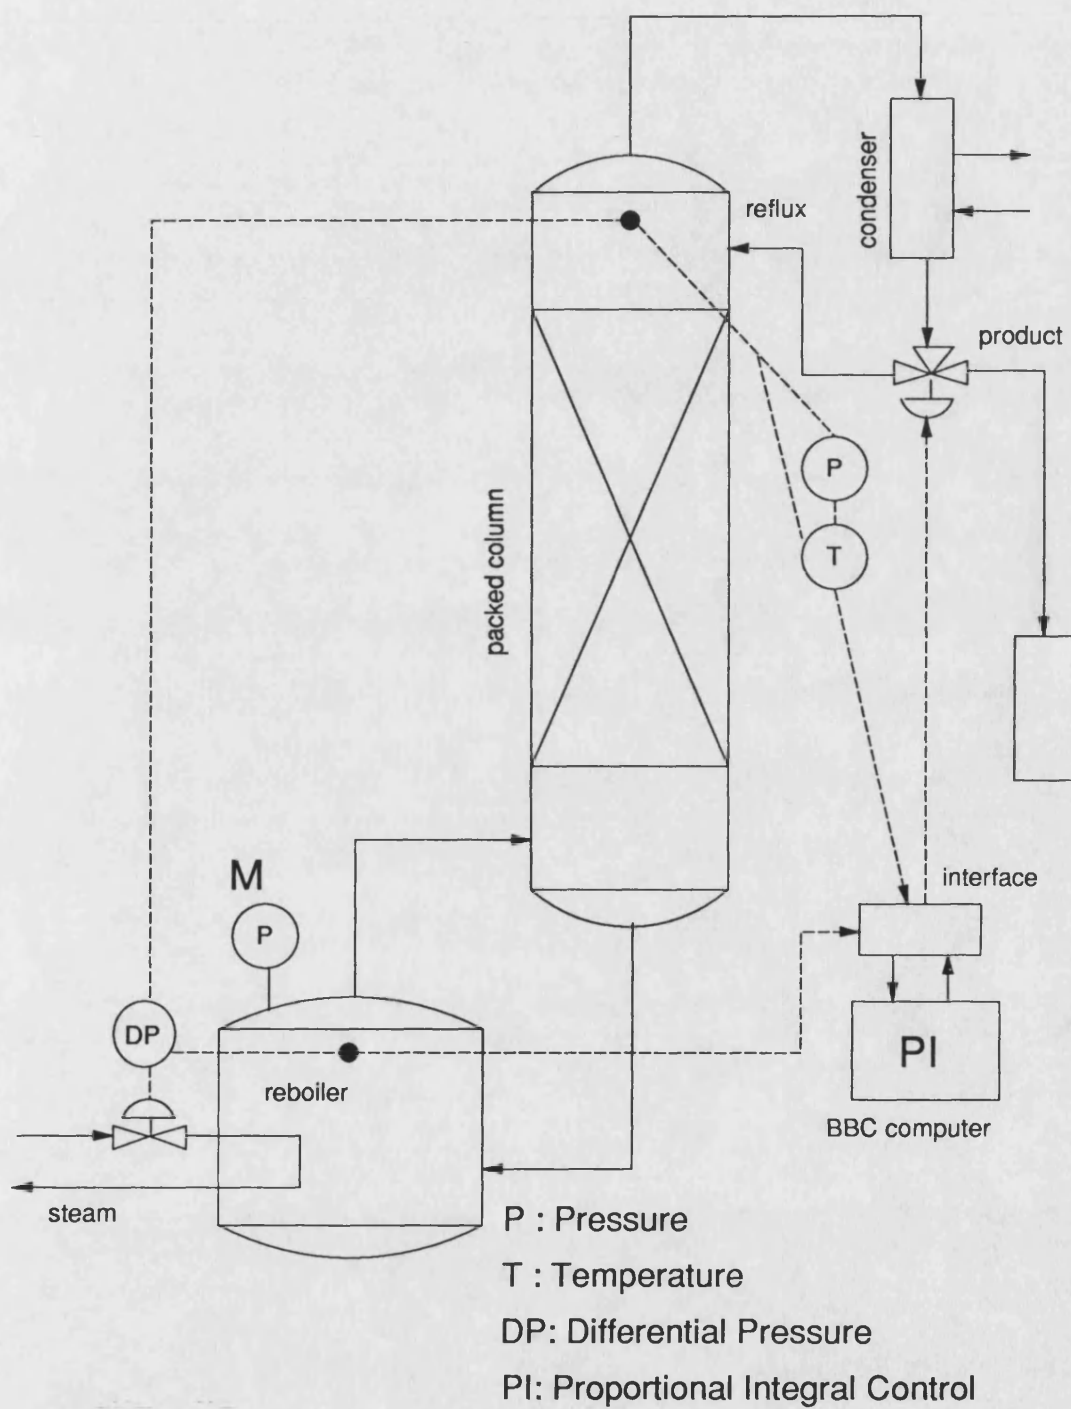 condenser
reflux
product
P
T
packed column
M
P
interface
DP
PI
reboiler
BBC computer
steam
P : Pressure
T : Temperature
DP: Differential Pressure
PI: Proportional Integral Control